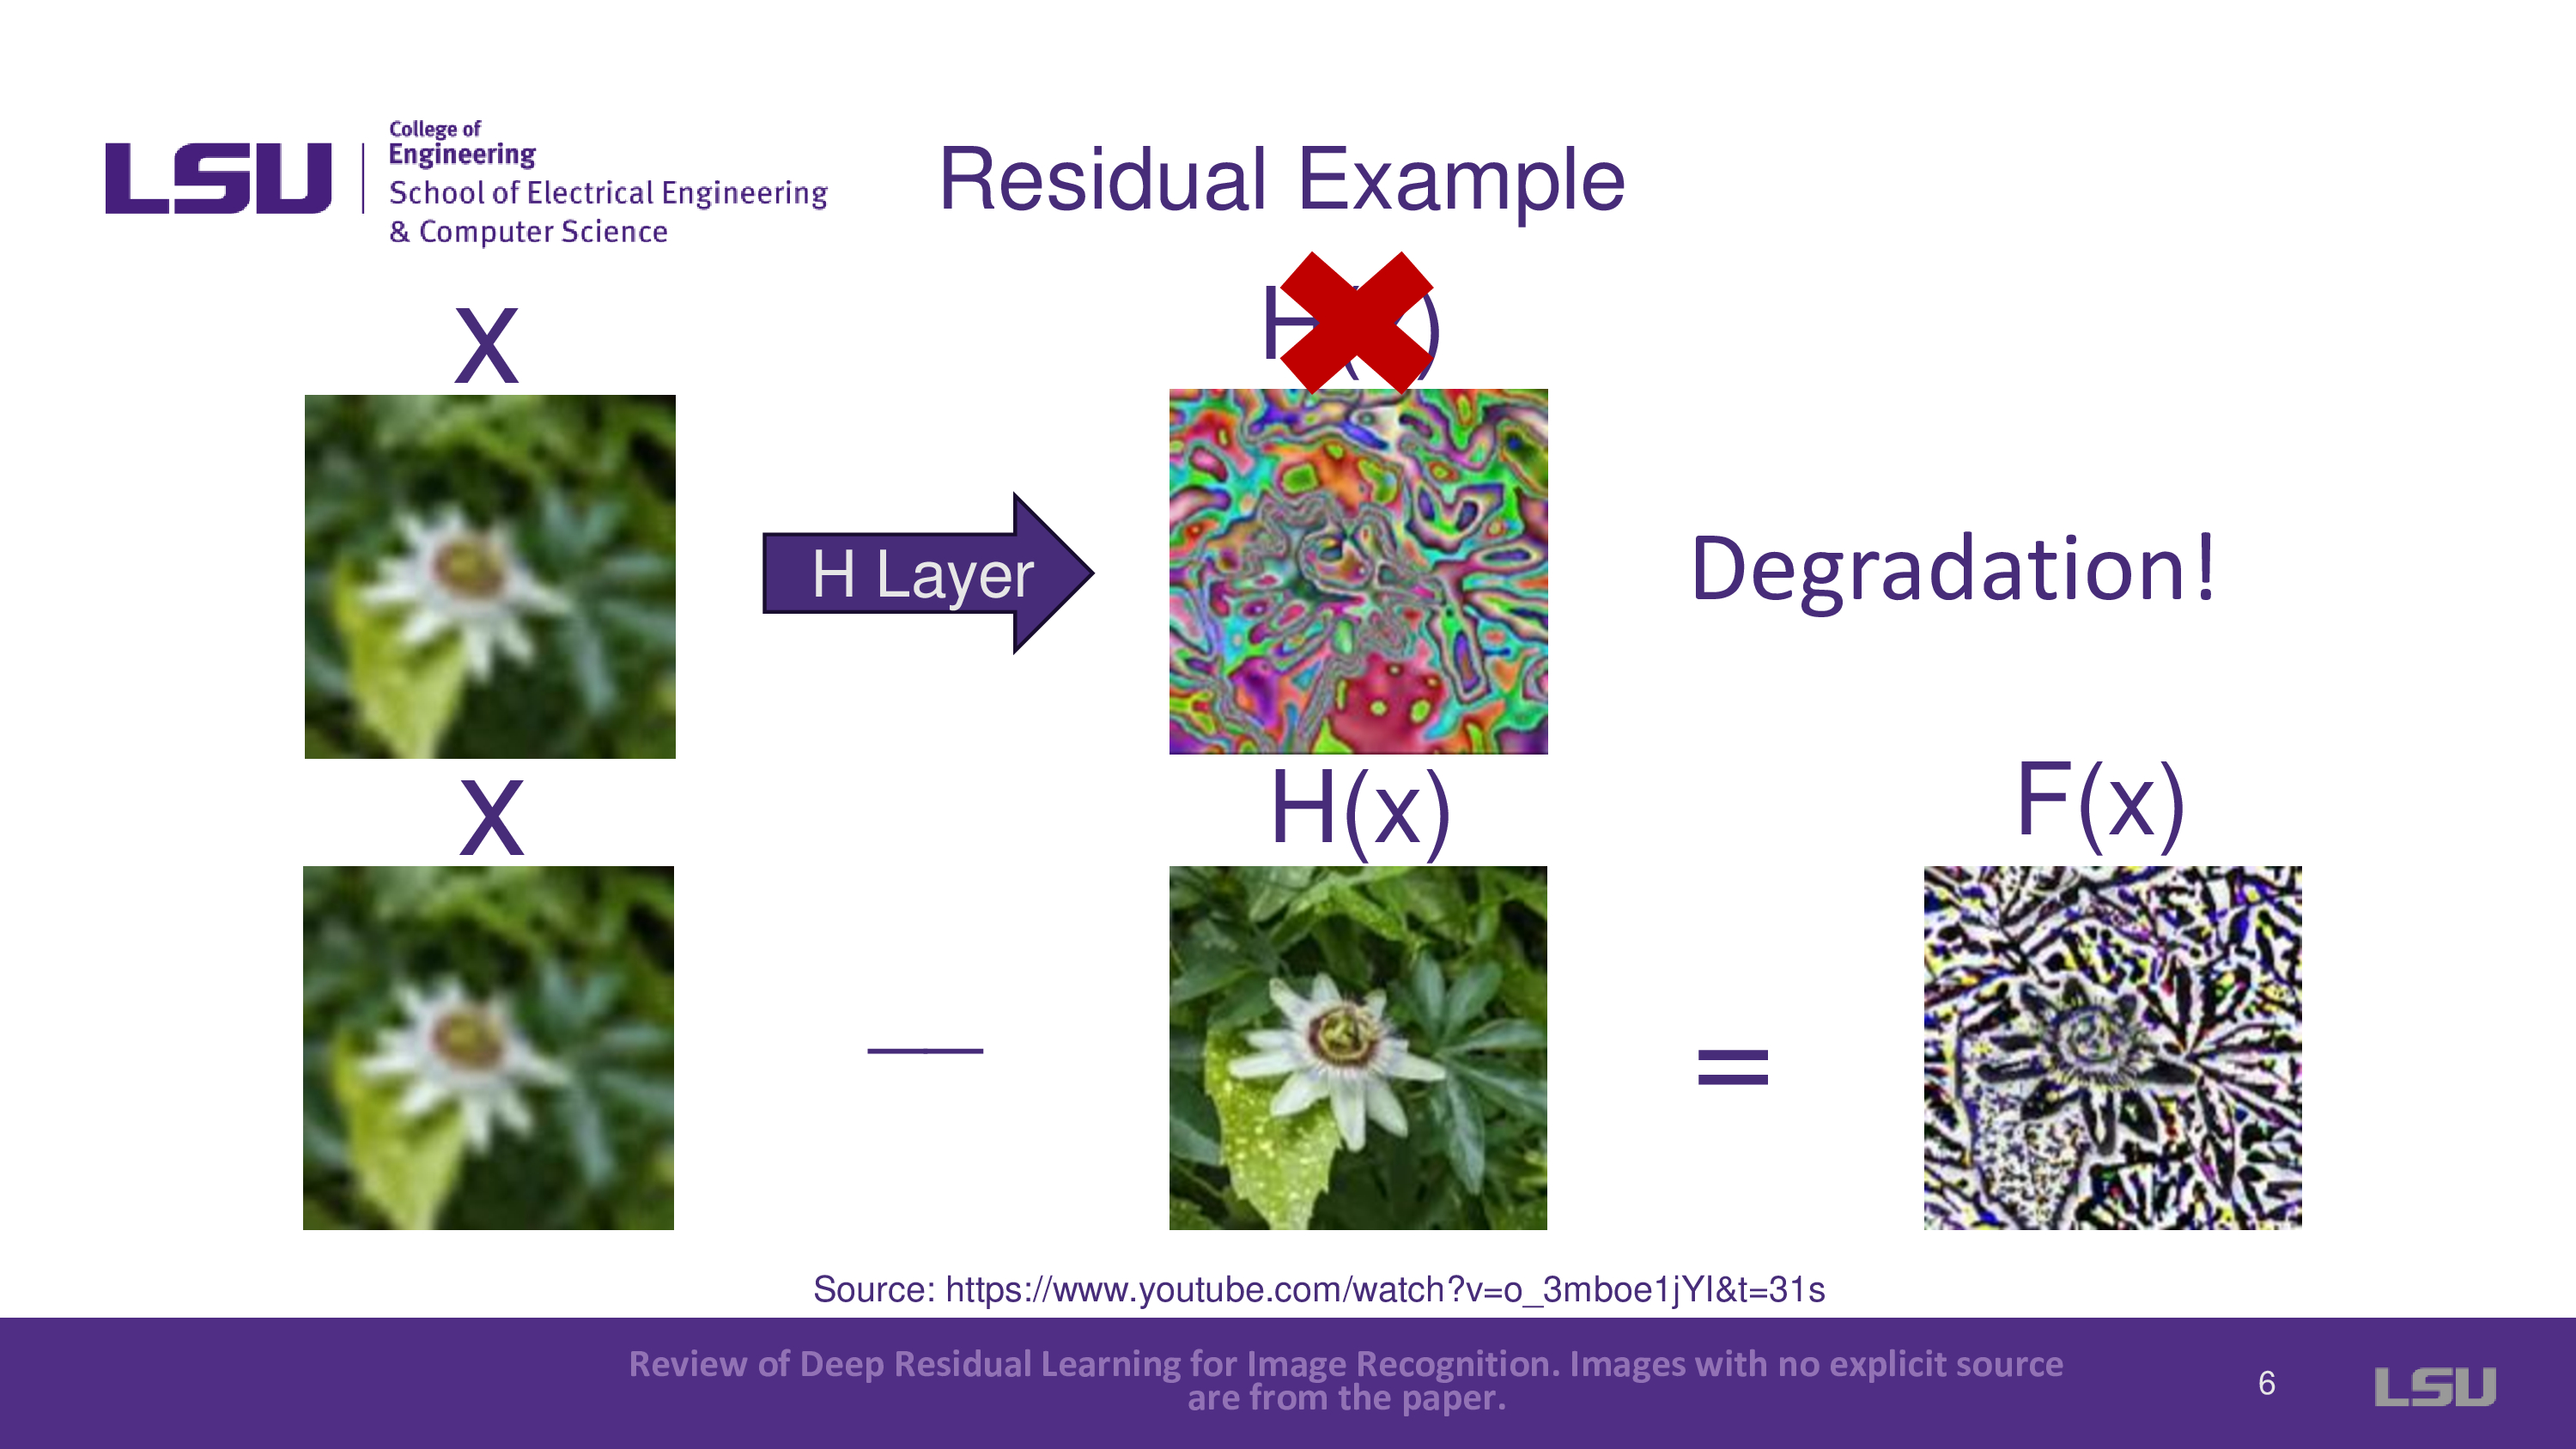 LSU
College of
Engineering
School of Electrical Engineering
& Computer Science
Residual Example
X
H Layer
Degradation!
X
H(x)
F(x)
—
=
Source: https://www.youtube.com/watch?v=o_3mboe1jYI&t=31s
Review of Deep Residual Learning for Image Recognition. Images with no explicit source
are from the paper.
6
LSU